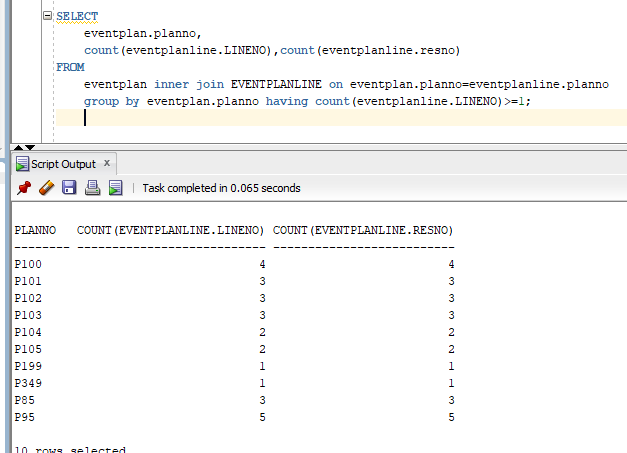 SELECT
eventplan.planno,
count(eventplanline.LINENO),count(eventplanline.resno)
FROM
eventplan inner join EVENTPLANLINE on eventplan.planno=eventplanline.planno
group by eventplan.planno having count(eventplanline.LINENO)>=1;
Script Output x
Task completed in 0.065 seconds
PLANNO COUNT(EVENTPLANLINE.LINENO) COUNT(EVENTPLANLINE.RESNO)
-------- --------------------------- --------------------------
P100 4 4
P101 3 3
P102 3 3
P103 3 3
P104 2 2
P105 2 2
P199 1 1
P349 1 1
P85 3 3
P95 5 5
10 rows selected